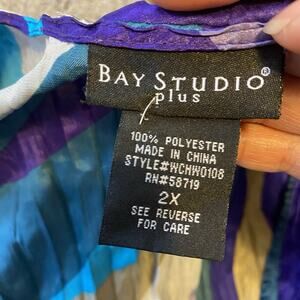 BAY STUDIO®
plus
100% POLYESTER
MADE IN CHINA
STYLE#WCHW0108
RN#58719
2X
SEE REVERSE
FOR CARE